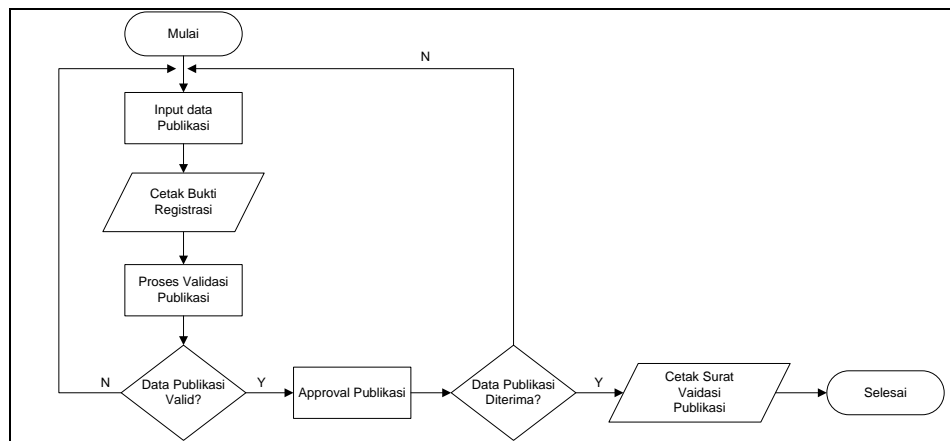 Mulai
N
Input data
Publikasi
Cetak Bukti
Registrasi
Proses Validasi
Publikasi
N
Data Publikasi
Valid?
Y
Approval Publikasi
Data Publikasi
Diterima?
Y
Cetak Surat
Vaidasi
Publikasi
Selesai